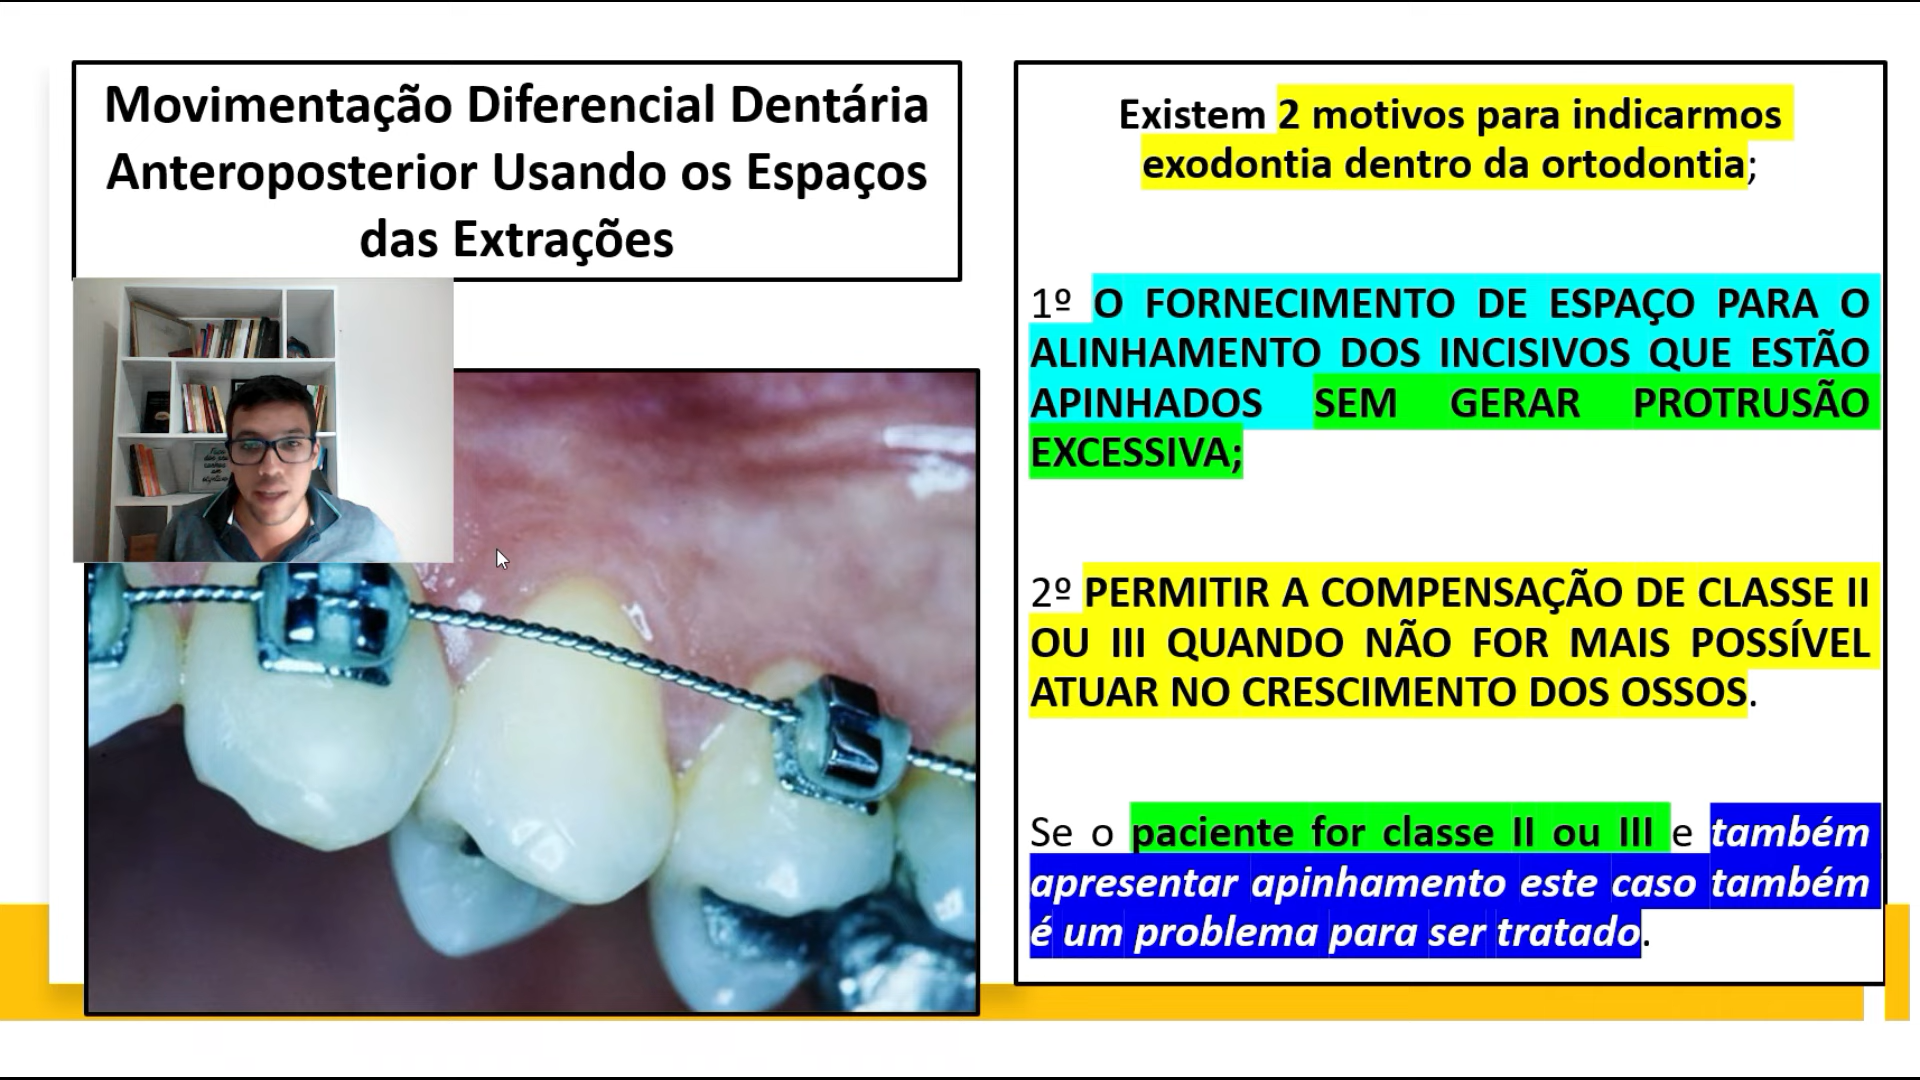 Movimentação Diferencial Dentária
Anteroposterior Usando os Espaços
das Extrações
Existem 2 motivos para indicarmos
exodontia dentro da ortodontia;
1º O FORNECIMENTO DE ESPAÇO PARA O
ALINHAMENTO DOS INCISIVOS QUE ESTÃO
APINHADOS SEM GERAR PROTRUSÃO
EXCESSIVA;
2º PERMITIR A COMPENSAÇÃO DE CLASSE II
OU III QUANDO NÃO FOR MAIS POSSÍVEL
ATUAR NO CRESCIMENTO DOS OSSOS.
Se o paciente for classe II ou III e também
apresentar apinhamento este caso também
é um problema para ser tratado.